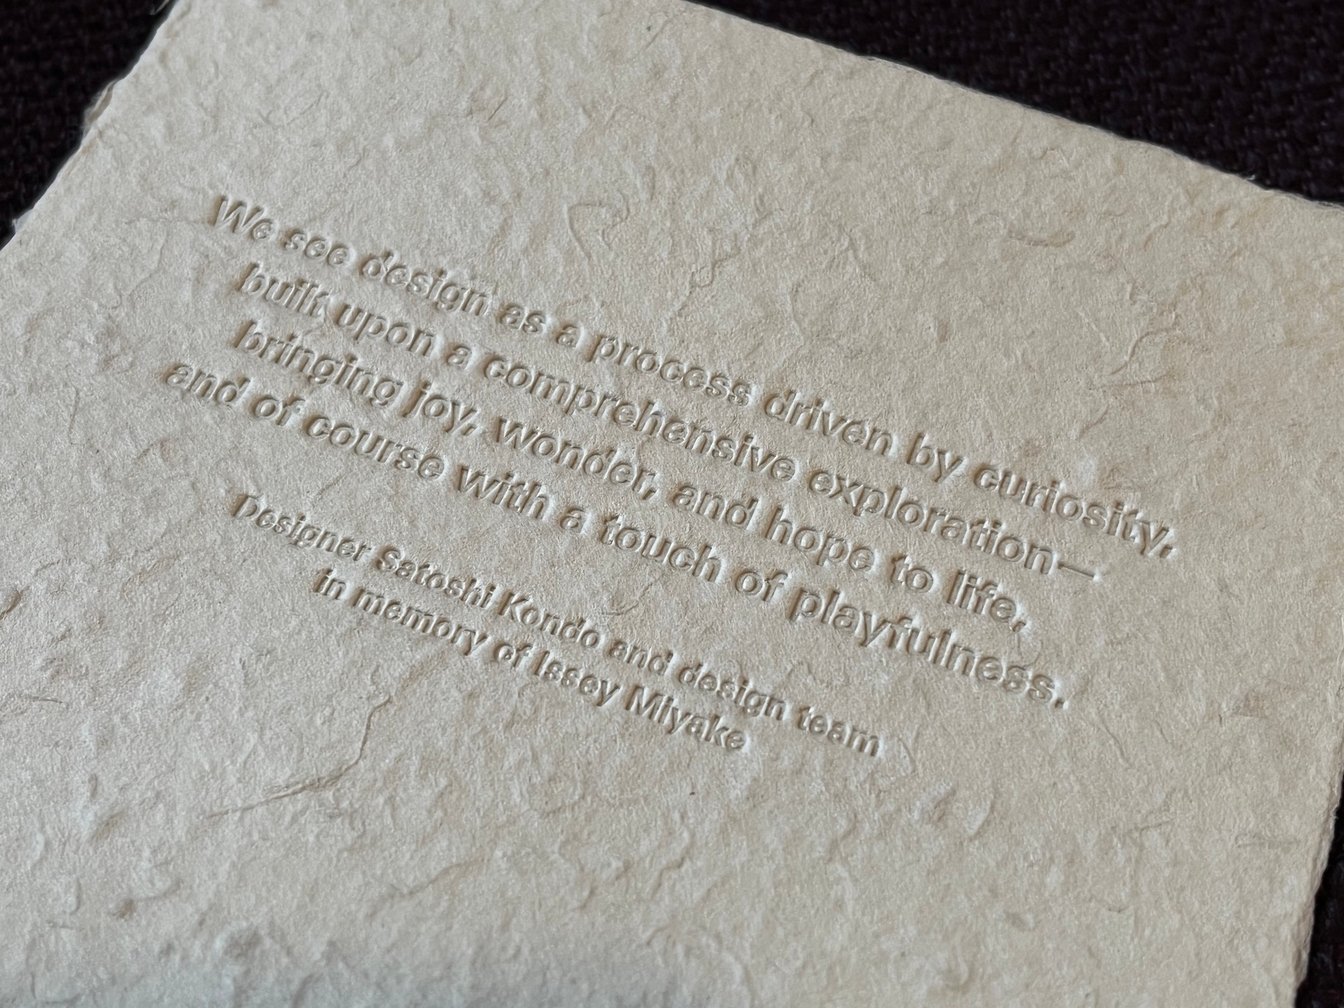 We see design as a process driven by curiosity,
built upon a comprehensive exploration—
bringing joy, wonder, and hope to life,
and of course with a touch of playfulness.
Designer Satoshi Kondo and design team
in memory of Issey Miyake